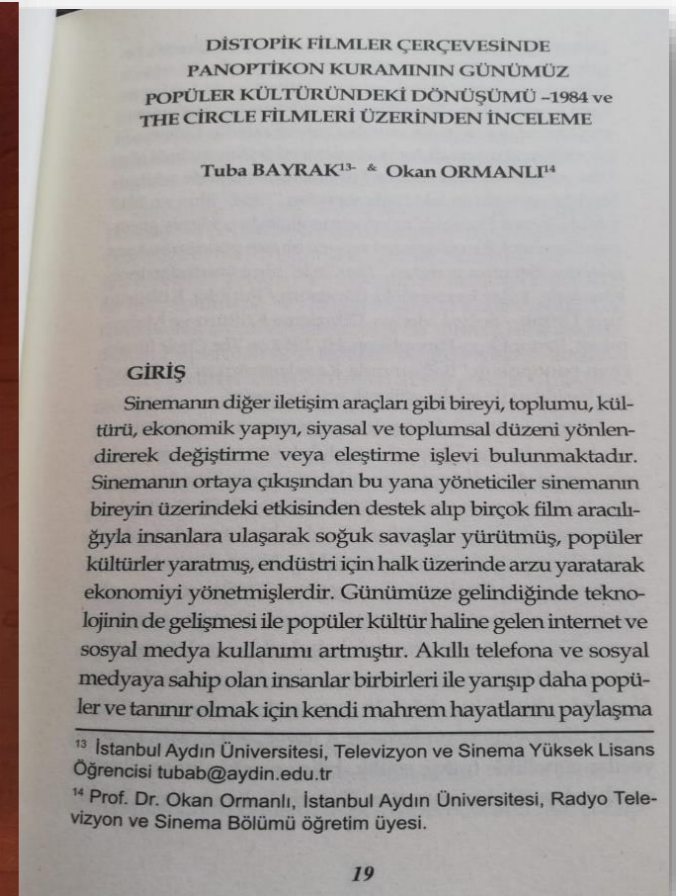 DİSTOPİK FİLMLER ÇERÇEVESİNDE
PANOPTİKON KURAMININ GÜNÜMÜZ
POPÜLER KÜLTÜRÜNDEKİ DÖNÜŞÜMÜ –1984 ve
THE CİRCLE FİLMLERİ ÜZERİNDEN İNCELEME
Tuba BAYRAK¹³- & Okan ORMANLI¹⁴
GİRİŞ
Sinemanın diğer iletişim araçları gibi bireyi, toplumu, kül-
türü, ekonomik yapıyı, siyasal ve toplumsal düzeni yönlen-
direrek değiştirme veya eleştirme işlevi bulunmaktadır.
Sinemanın ortaya çıkışından bu yana yöneticiler sinemanın
bireyin üzerindeki etkisinden destek alıp birçok film aracılı-
ğıyla insanlara ulaşarak soğuk savaşlar yürütmüş, popüler
kültürler yaratmış, endüstri için halk üzerinde arzu yaratarak
ekonomiyi yönetmişlerdir. Günümüze gelindiğinde tekno-
lojinin de gelişmesi ile popüler kültür haline gelen internet ve
sosyal medya kullanımı artmıştır. Akıllı telefona ve sosyal
medyaya sahip olan insanlar birbirleri ile yarışıp daha popü-
ler ve tanınır olmak için kendi mahrem hayatlarını paylaşma
¹³ İstanbul Aydın Üniversitesi, Televizyon ve Sinema Yüksek Lisans
Öğrencisi tubab@aydin.edu.tr
¹⁴ Prof. Dr. Okan Ormanlı, İstanbul Aydın Üniversitesi, Radyo Tele-
vizyon ve Sinema Bölümü öğretim üyesi.
19